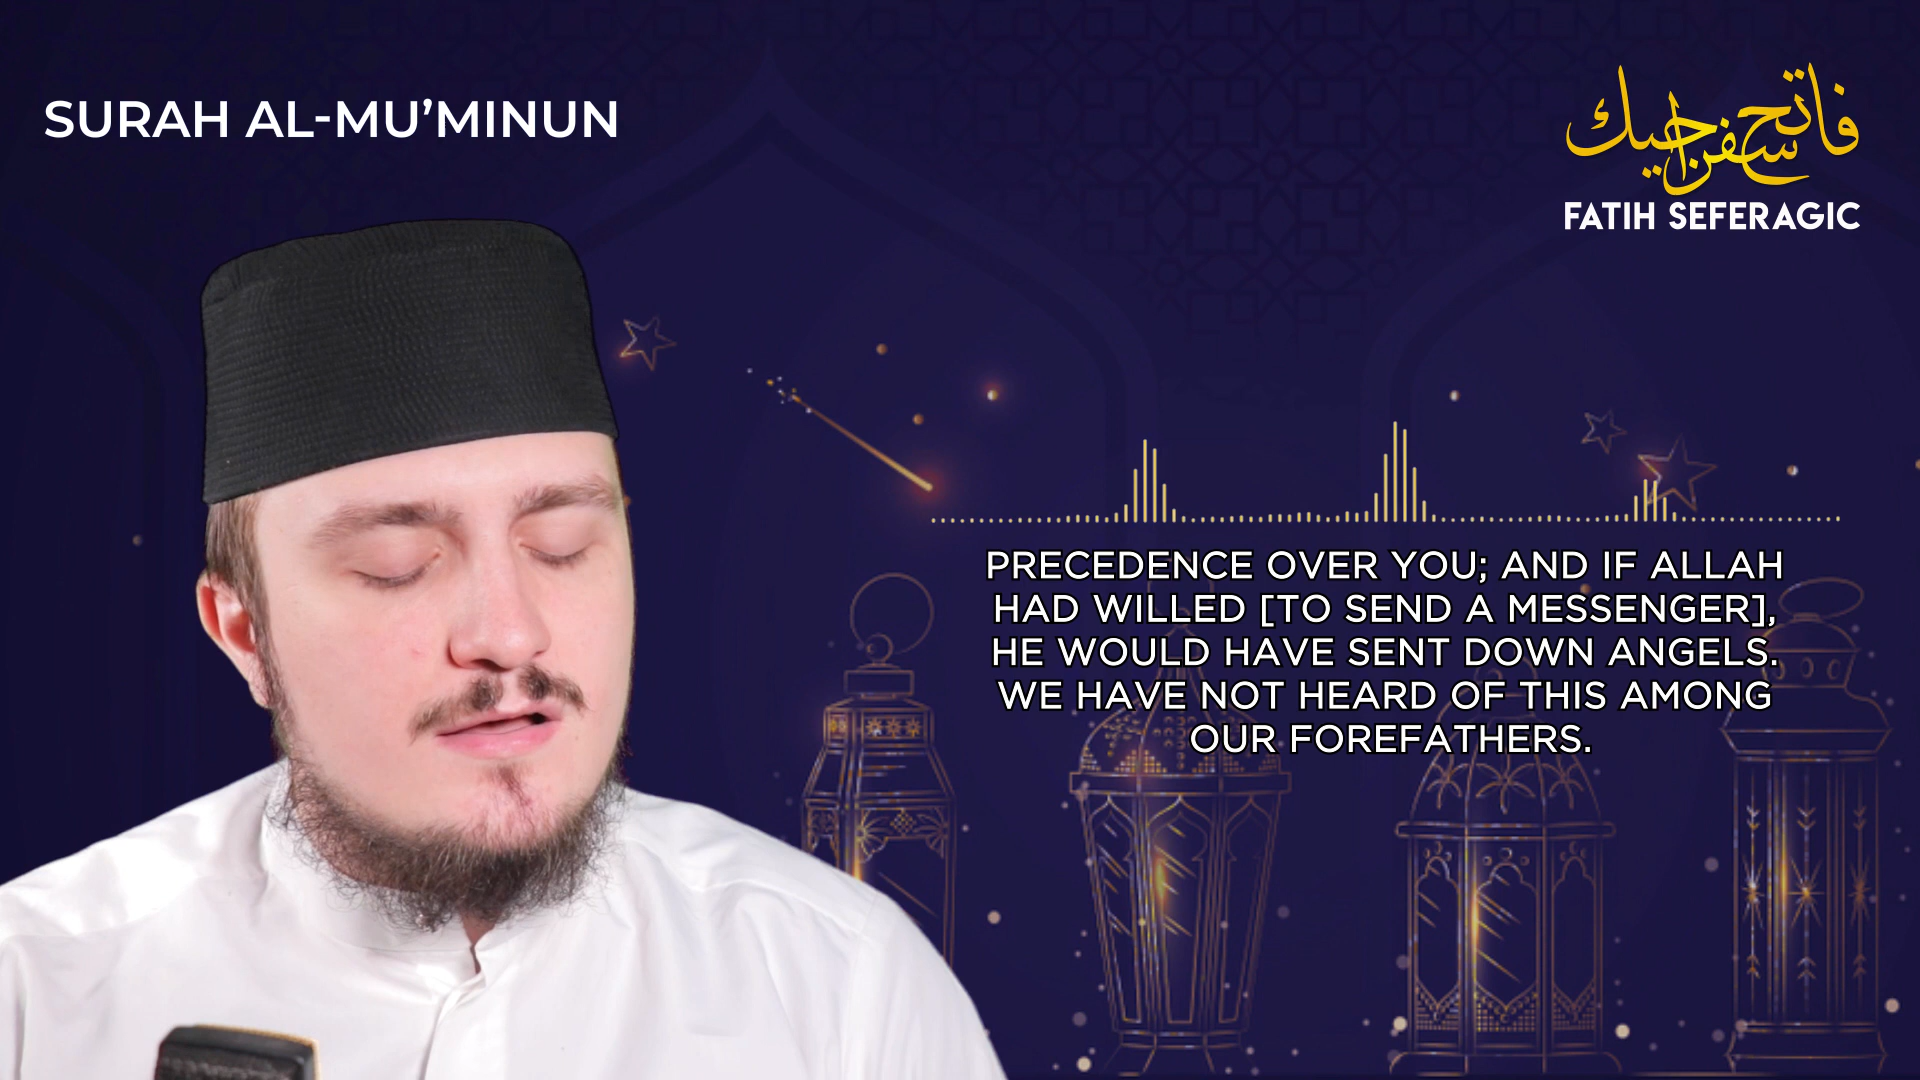 SURAH AL-MU’MINUN
فاتح سفراجيك
FATIH SEFERAGIC
PRECEDENCE OVER YOU; AND IF ALLAH
HAD WILLED [TO SEND A MESSENGER],
HE WOULD HAVE SENT DOWN ANGELS.
WE HAVE NOT HEARD OF THIS AMONG
OUR FOREFATHERS.